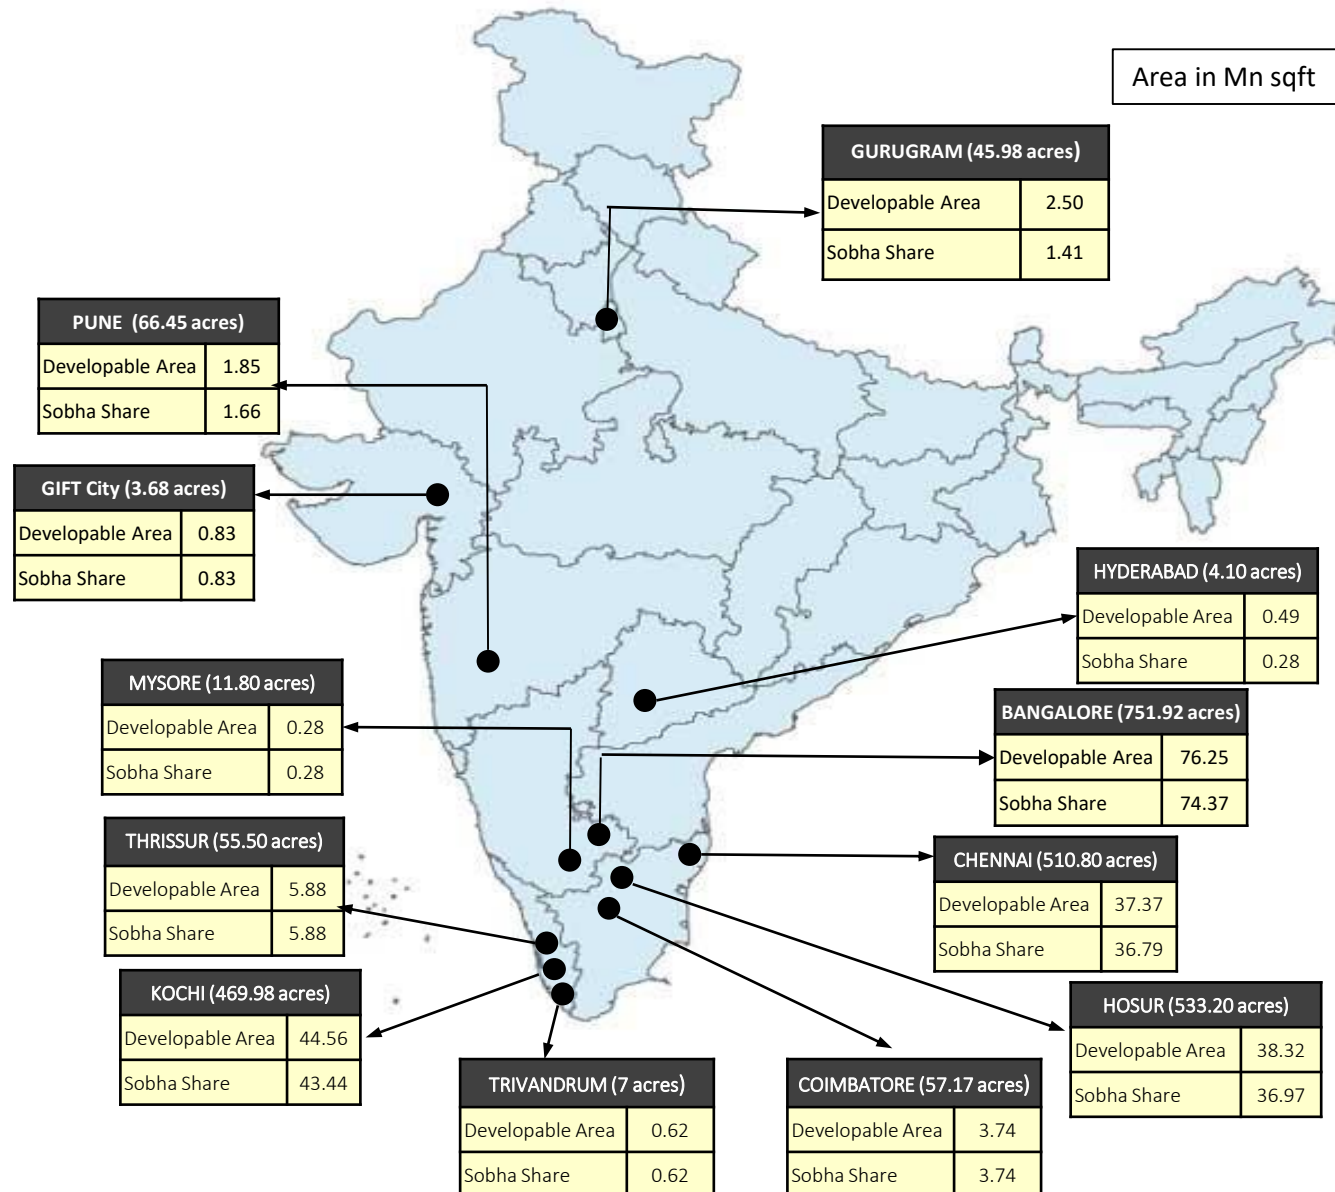 Area in Mn sqft
GURUGRAM (45.98 acres)
Developable Area 2.50
Sobha Share 1.41
PUNE (66.45 acres)
Developable Area 1.85
Sobha Share 1.66
GIFT City (3.68 acres)
Developable Area 0.83
Sobha Share 0.83
HYDERABAD (4.10 acres)
Developable Area 0.49
Sobha Share 0.28
MYSORE (11.80 acres)
Developable Area 0.28
Sobha Share 0.28
BANGALORE (751.92 acres)
Developable Area 76.25
Sobha Share 74.37
THRISSUR (55.50 acres)
Developable Area 5.88
Sobha Share 5.88
CHENNAI (510.80 acres)
Developable Area 37.37
Sobha Share 36.79
KOCHI (469.98 acres)
Developable Area 44.56
Sobha Share 43.44
HOSUR (533.20 acres)
Developable Area 38.32
Sobha Share 36.97
TRIVANDRUM (7 acres)
Developable Area 0.62
Sobha Share 0.62
COIMBATORE (57.17 acres)
Developable Area 3.74
Sobha Share 3.74